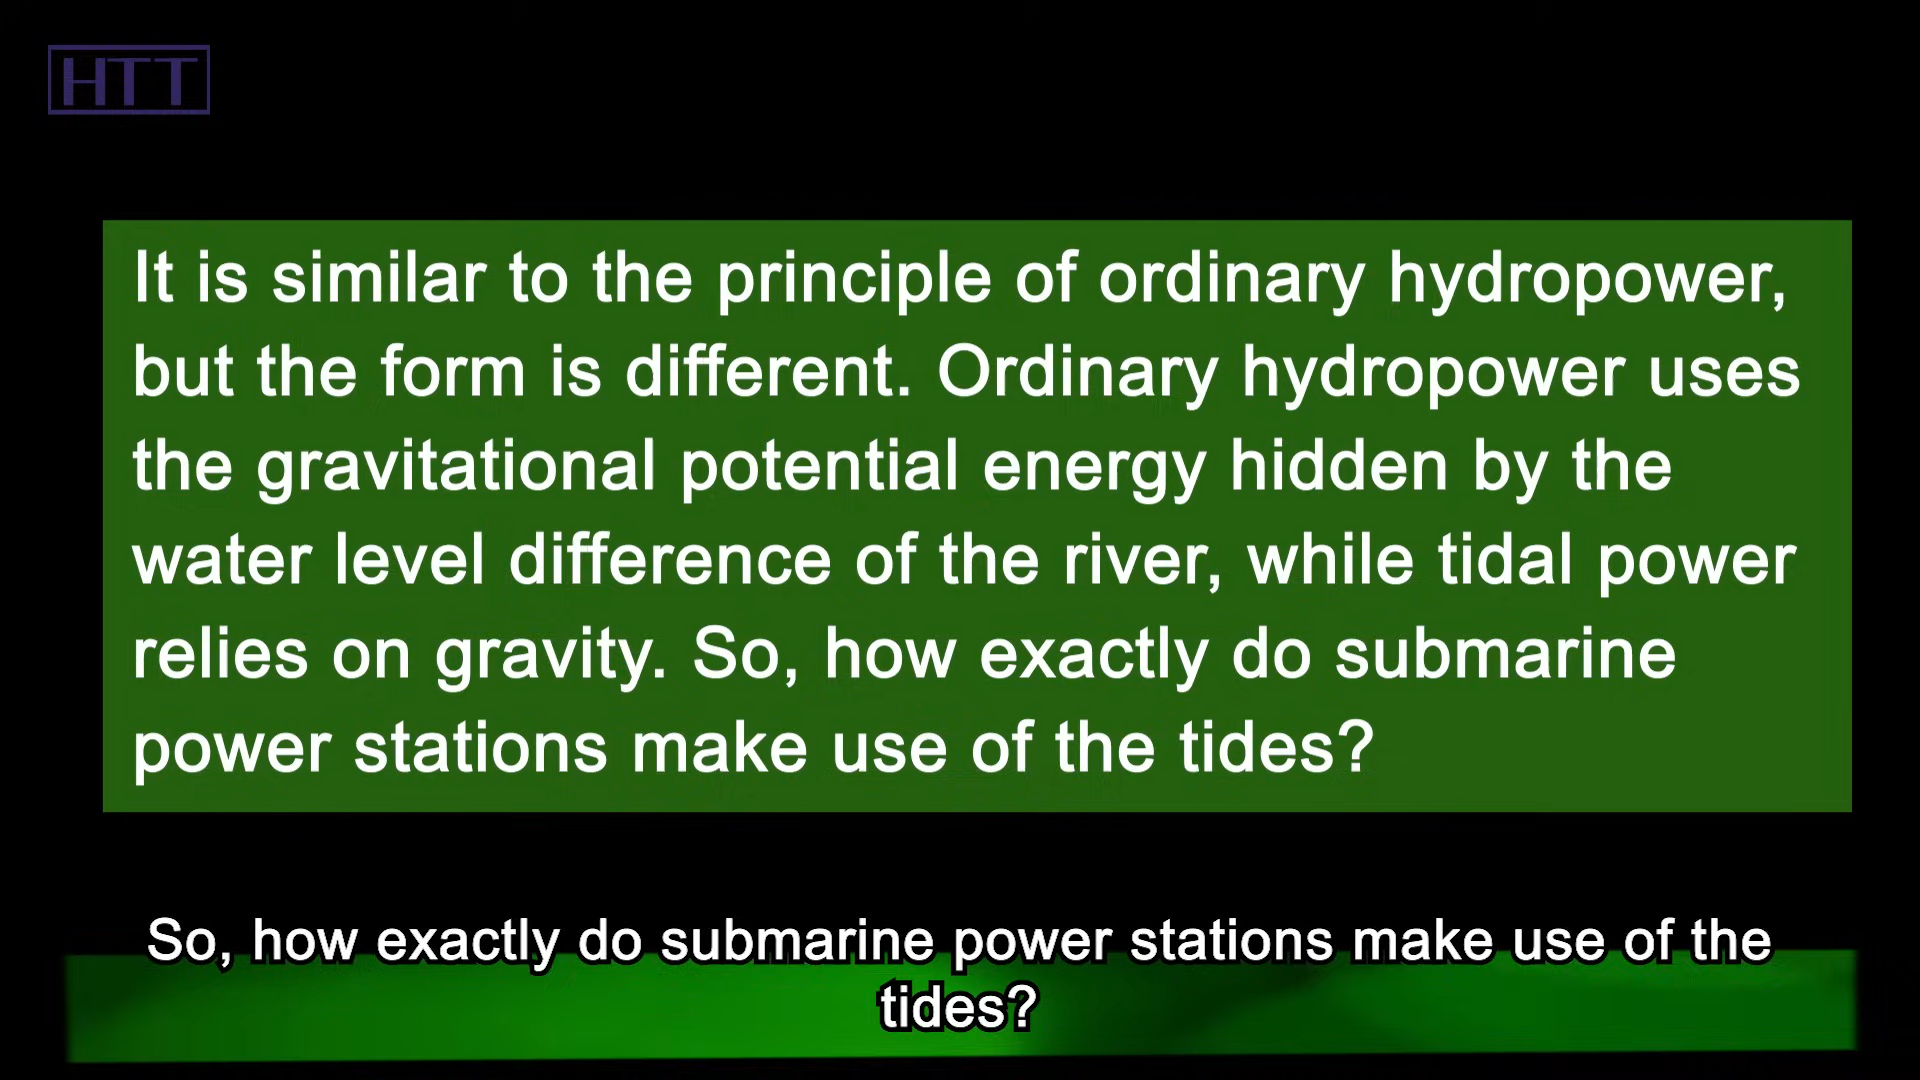 HTT
It is similar to the principle of ordinary hydropower,
but the form is different. Ordinary hydropower uses
the gravitational potential energy hidden by the
water level difference of the river, while tidal power
relies on gravity. So, how exactly do submarine
power stations make use of the tides?
So, how exactly do submarine power stations make use of the
tides?